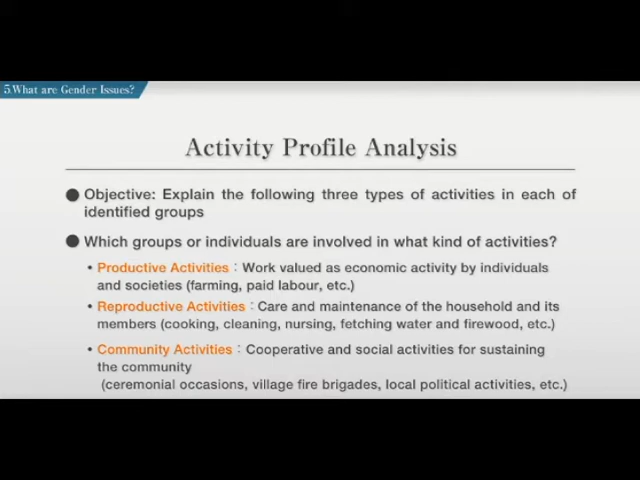 5.What are Gender Issues?
Activity Profile Analysis
● Objective: Explain the following three types of activities in each of
identified groups
● Which groups or individuals are involved in what kind of activities?
• Productive Activities : Work valued as economic activity by individuals
and societies (farming, paid labour, etc.)
• Reproductive Activities : Care and maintenance of the household and its
members (cooking, cleaning, nursing, fetching water and firewood, etc.)
• Community Activities : Cooperative and social activities for sustaining
the community
(ceremonial occasions, village fire brigades, local political activities, etc.)